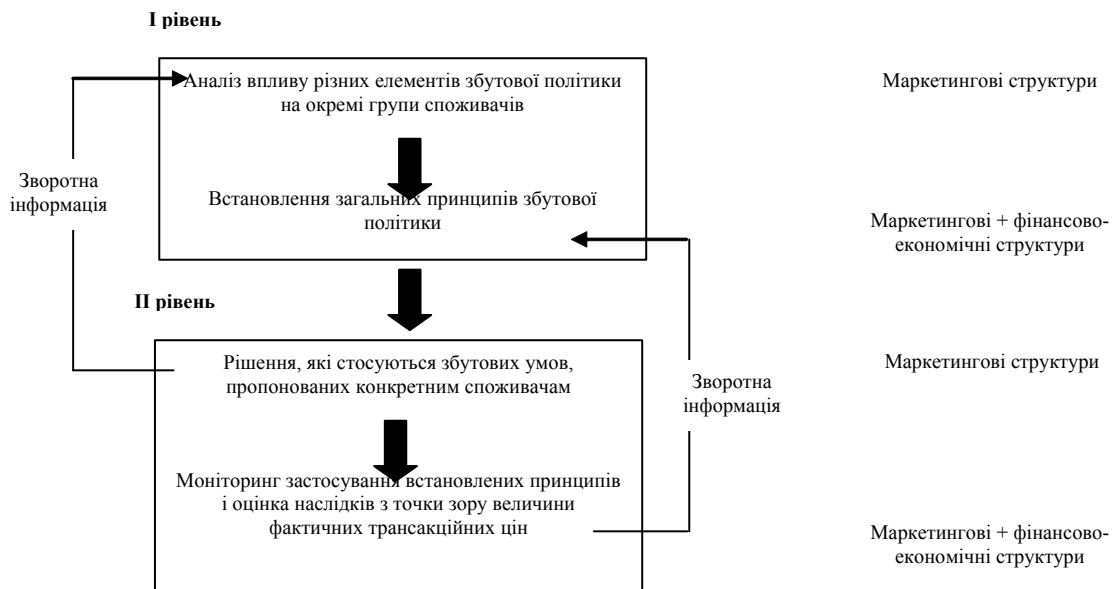 І рівень
Аналіз впливу різних елементів збутової політики
на окремі групи споживачів
Маркетингові структури
Зворотна
інформація
Встановлення загальних принципів збутової
політики
Маркетингові + фінансово-
економічні структури
ІІ рівень
Рішення, які стосуються збутових умов,
пропонованих конкретним споживачам
Маркетингові структури
Зворотна
інформація
Моніторинг застосування встановлених принципів
і оцінка наслідків з точки зору величини
фактичних трансакційних цін
Маркетингові + фінансово-
економічні структури